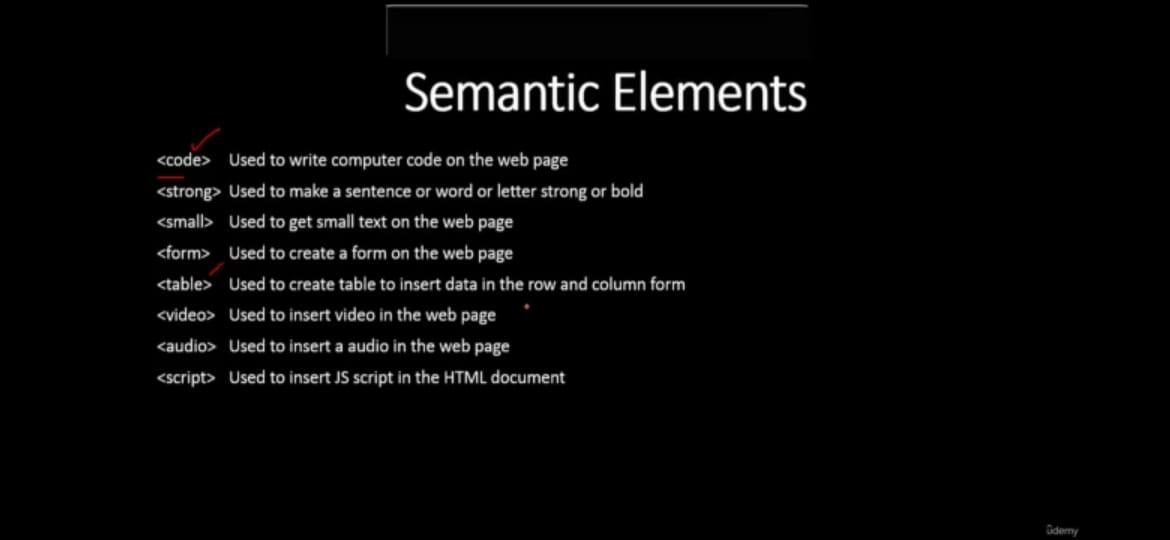 Semantic Elements
<code> Used to write computer code on the web page
<strong> Used to make a sentence or word or letter strong or bold
<small> Used to get small text on the web page
<form> Used to create a form on the web page
<table> Used to create table to insert data in the row and column form
<video> Used to insert video in the web page
<audio> Used to insert a audio in the web page
<script> Used to insert JS script in the HTML document
ûdemy